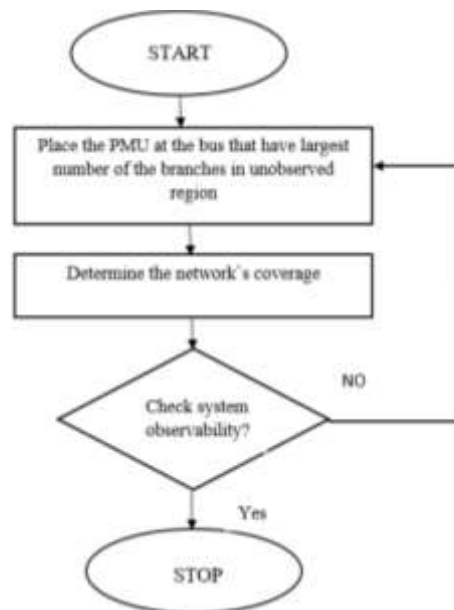 START
Place the PMU at the bus that have largest
number of the branches in unobserved
region
Determine the network`s coverage
NO
Check system
observability?
Yes
STOP